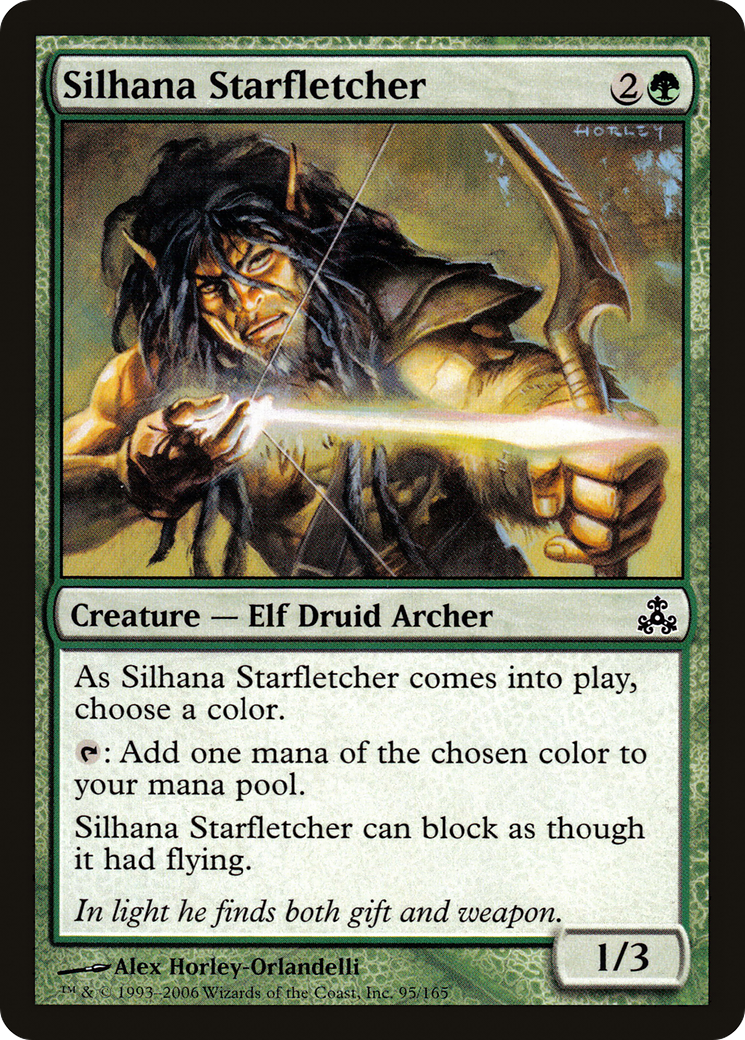 Silhana Starfletcher 2
HORLEY
Creature — Elf Druid Archer
As Silhana Starfletcher comes into play,
choose a color.
: Add one mana of the chosen color to
your mana pool.
Silhana Starfletcher can block as though
it had flying.
In light he finds both gift and weapon.
1/3
Alex Horley-Orlandelli
™ & © 1993–2006 Wizards of the Coast, Inc. 95/165